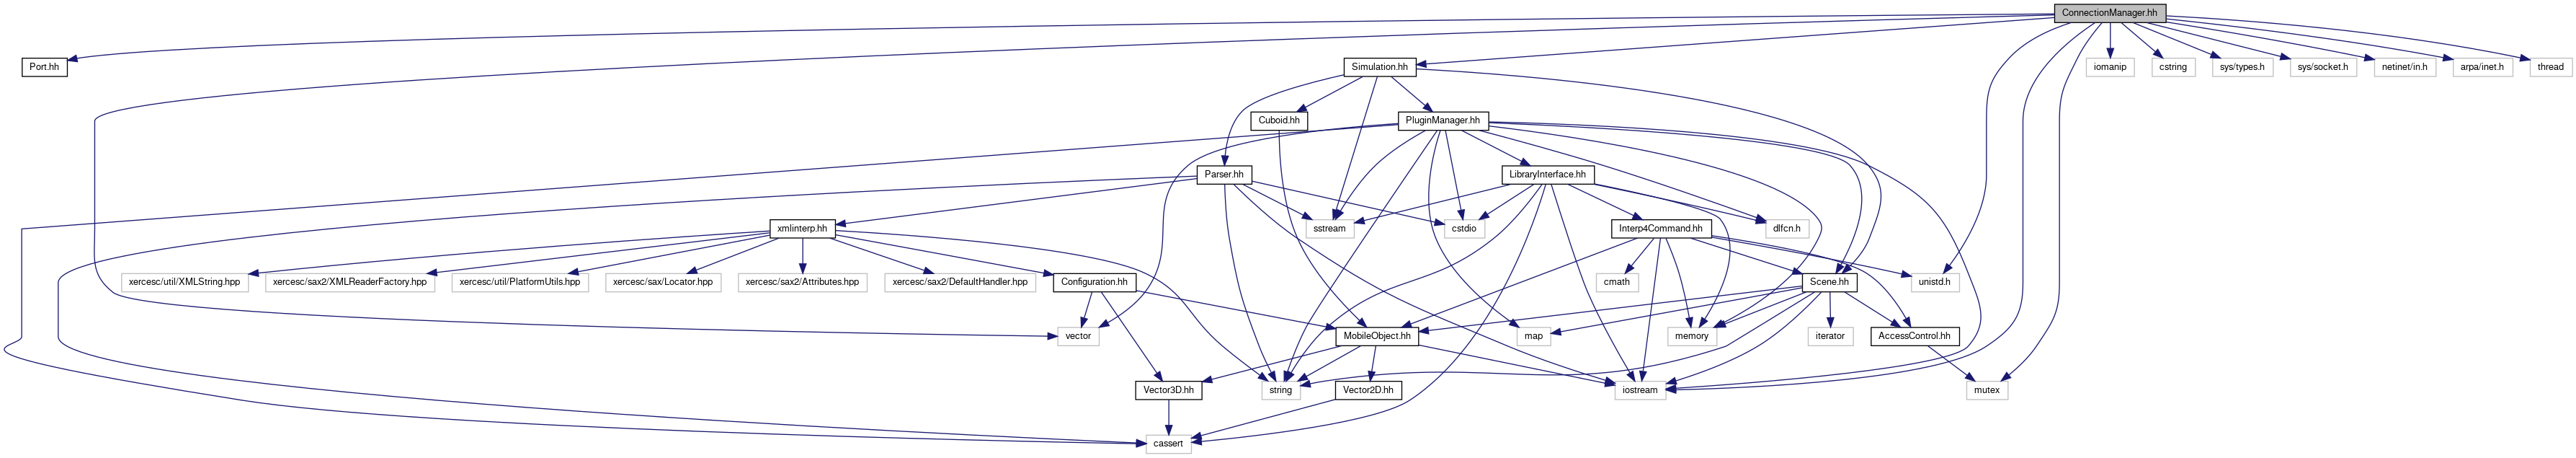 ConnectionManager.hh
Port.hh
Simulation.hh
iomanip
cstring
sys/types.h
sys/socket.h
netinet/in.h
arpa/inet.h
thread
Cuboid.hh
PluginManager.hh
Parser.hh
LibraryInterface.hh
xmlinterp.hh
sstream
cstdio
Interp4Command.hh
dlfcn.h
xercesc/util/XMLString.hpp
xercesc/sax2/XMLReaderFactory.hpp
xercesc/util/PlatformUtils.hpp
xercesc/sax/Locator.hpp
xercesc/sax2/Attributes.hpp
xercesc/sax2/DefaultHandler.hpp
Configuration.hh
cmath
Scene.hh
unistd.h
vector
MobileObject.hh
map
memory
iterator
AccessControl.hh
Vector3D.hh
string
Vector2D.hh
iostream
mutex
cassert